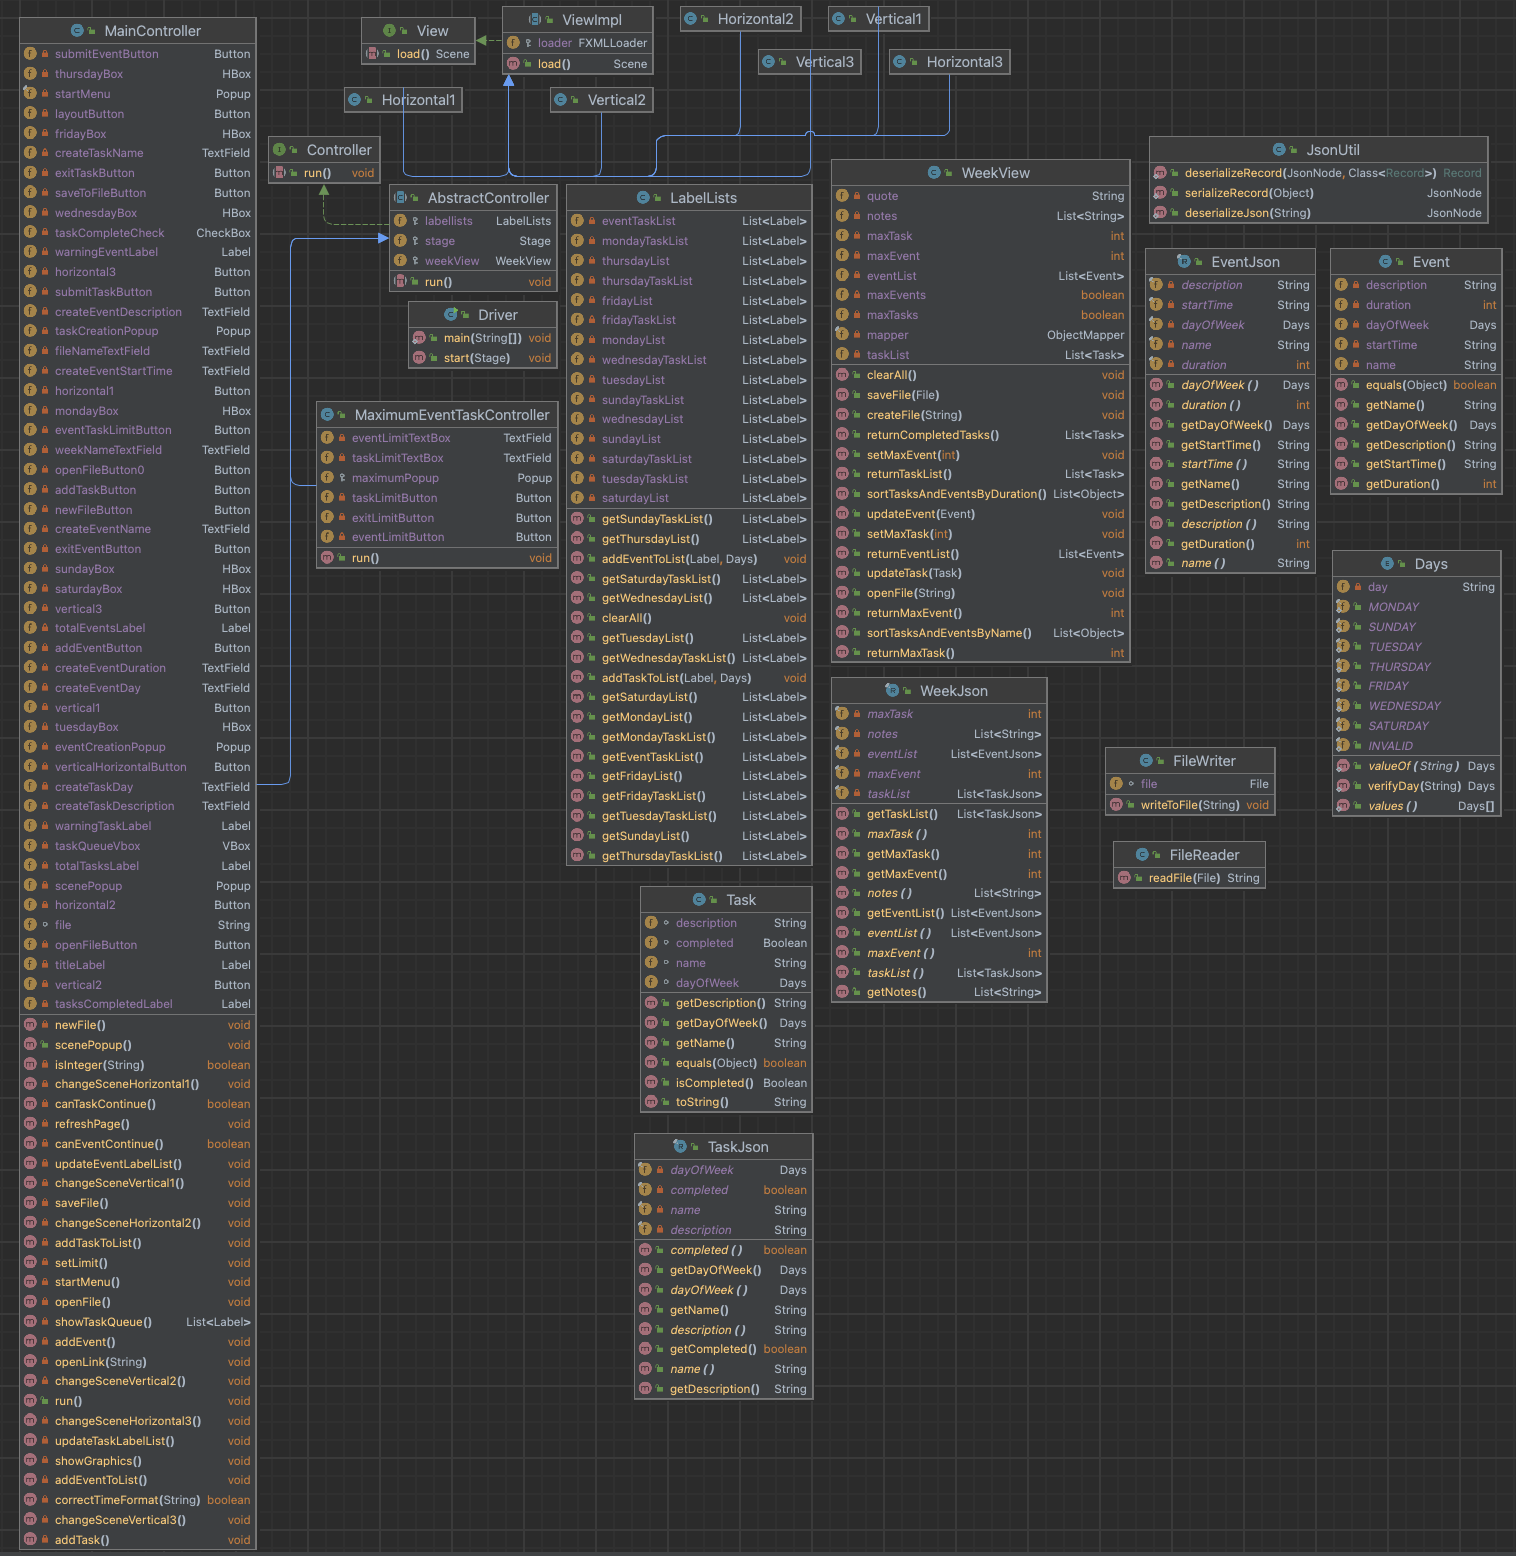 MainController
submitEventButton Button
thursdayBox HBox
startMenu Popup
layoutButton Button
fridayBox HBox
createTaskName TextField
exitTaskButton Button
saveToFileButton Button
wednesdayBox HBox
taskCompleteCheck CheckBox
warningEventLabel Label
horizontal3 Button
submitTaskButton Button
createEventDescription TextField
taskCreationPopup Popup
fileNameTextField TextField
createEventStartTime TextField
horizontal1 Button
mondayBox HBox
eventTaskLimitButton Button
weekNameTextField TextField
openFileButton0 Button
addTaskButton Button
newFileButton Button
createEventName TextField
exitEventButton Button
sundayBox HBox
saturdayBox HBox
vertical3 Button
totalEventsLabel Label
addEventButton Button
createEventDuration TextField
createEventDay TextField
vertical1 Button
tuesdayBox HBox
eventCreationPopup Popup
verticalHorizontalButton Button
createTaskDay TextField
createTaskDescription TextField
warningTaskLabel Label
taskQueueVbox VBox
totalTasksLabel Label
scenePopup Popup
horizontal2 Button
file String
openFileButton Button
titleLabel Label
vertical2 Button
tasksCompletedLabel Label
newFile() void
scenePopup() void
isInteger(String) boolean
changeSceneHorizontal1() void
canTaskContinue() boolean
refreshPage() void
canEventContinue() boolean
updateEventLabelList() void
changeSceneVertical1() void
saveFile() void
changeSceneHorizontal2() void
addTaskToList() void
setLimit() void
startMenu() void
openFile() void
showTaskQueue() List<Label>
addEvent() void
openLink(String) void
changeSceneVertical2() void
run() void
changeSceneHorizontal3() void
updateTaskLabelList() void
showGraphics() void
addEventToList() void
correctTimeFormat(String) boolean
changeSceneVertical3() void
addTask() void
View
load() Scene
ViewImpl
loader FXMLLoader
load() Scene
Horizontal2
Vertical1
Vertical3
Horizontal3
Horizontal1
Vertical2
Controller
run() void
AbstractController
labellists LabelLists
stage Stage
weekView WeekView
run() void
Driver
main(String[]) void
start(Stage) void
MaximumEventTaskController
eventLimitTextBox TextField
taskLimitTextBox TextField
maximumPopup Popup
taskLimitButton Button
exitLimitButton Button
eventLimitButton Button
run() void
LabelLists
eventTaskList List<Label>
mondayTaskList List<Label>
thursdayList List<Label>
thursdayTaskList List<Label>
fridayList List<Label>
fridayTaskList List<Label>
mondayList List<Label>
wednesdayTaskList List<Label>
tuesdayList List<Label>
sundayTaskList List<Label>
wednesdayList List<Label>
sundayList List<Label>
saturdayTaskList List<Label>
tuesdayTaskList List<Label>
saturdayList List<Label>
getSundayTaskList() List<Label>
getThursdayList() List<Label>
addEventToList(Label, Days) void
getSaturdayTaskList() List<Label>
getWednesdayList() List<Label>
clearAll() void
getTuesdayList() List<Label>
getWednesdayTaskList() List<Label>
addTaskToList(Label, Days) void
getSaturdayList() List<Label>
getMondayList() List<Label>
getMondayTaskList() List<Label>
getEventTaskList() List<Label>
getFridayList() List<Label>
getFridayTaskList() List<Label>
getTuesdayTaskList() List<Label>
getSundayList() List<Label>
getThursdayTaskList() List<Label>
Task
description String
completed Boolean
name String
dayOfWeek Days
getDescription() String
getDayOfWeek() Days
getName() String
equals(Object) boolean
isCompleted() Boolean
toString() String
TaskJson
dayOfWeek Days
completed boolean
name String
description String
completed () boolean
getDayOfWeek() Days
dayOfWeek () Days
getName() String
description () String
getCompleted() boolean
name () String
getDescription() String
WeekView
quote String
notes List<String>
maxTask int
maxEvent int
eventList List<Event>
maxEvents boolean
maxTasks boolean
mapper ObjectMapper
taskList List<Task>
clearAll() void
saveFile(File) void
createFile(String) void
returnCompletedTasks() List<Task>
setMaxEvent(int) void
returnTaskList() List<Task>
sortTasksAndEventsByDuration() List<Object>
updateEvent(Event) void
setMaxTask(int) void
returnEventList() List<Event>
updateTask(Task) void
openFile(String) void
returnMaxEvent() int
sortTasksAndEventsByName() List<Object>
returnMaxTask() int
WeekJson
maxTask int
notes List<String>
eventList List<EventJson>
maxEvent int
taskList List<TaskJson>
getTaskList() List<TaskJson>
maxTask () int
getMaxTask() int
getMaxEvent() int
notes () List<String>
getEventList() List<EventJson>
eventList () List<EventJson>
maxEvent () int
taskList () List<TaskJson>
getNotes() List<String>
JsonUtil
deserializeRecord(JsonNode, Class<Record>) Record
serializeRecord(Object) JsonNode
deserializeJson(String) JsonNode
EventJson
description String
startTime String
dayOfWeek Days
name String
duration int
dayOfWeek () Days
duration () int
getDayOfWeek() Days
getStartTime() String
startTime () String
getName() String
getDescription() String
description () String
getDuration() int
name () String
Event
description String
duration int
dayOfWeek Days
startTime String
name String
equals(Object) boolean
getName() String
getDayOfWeek() Days
getDescription() String
getStartTime() String
getDuration() int
Days
day String
MONDAY
SUNDAY
TUESDAY
THURSDAY
FRIDAY
WEDNESDAY
SATURDAY
INVALID
valueOf (String) Days
verifyDay(String) Days
values () Days[]
FileWriter
file File
writeToFile(String) void
FileReader
readFile(File) String